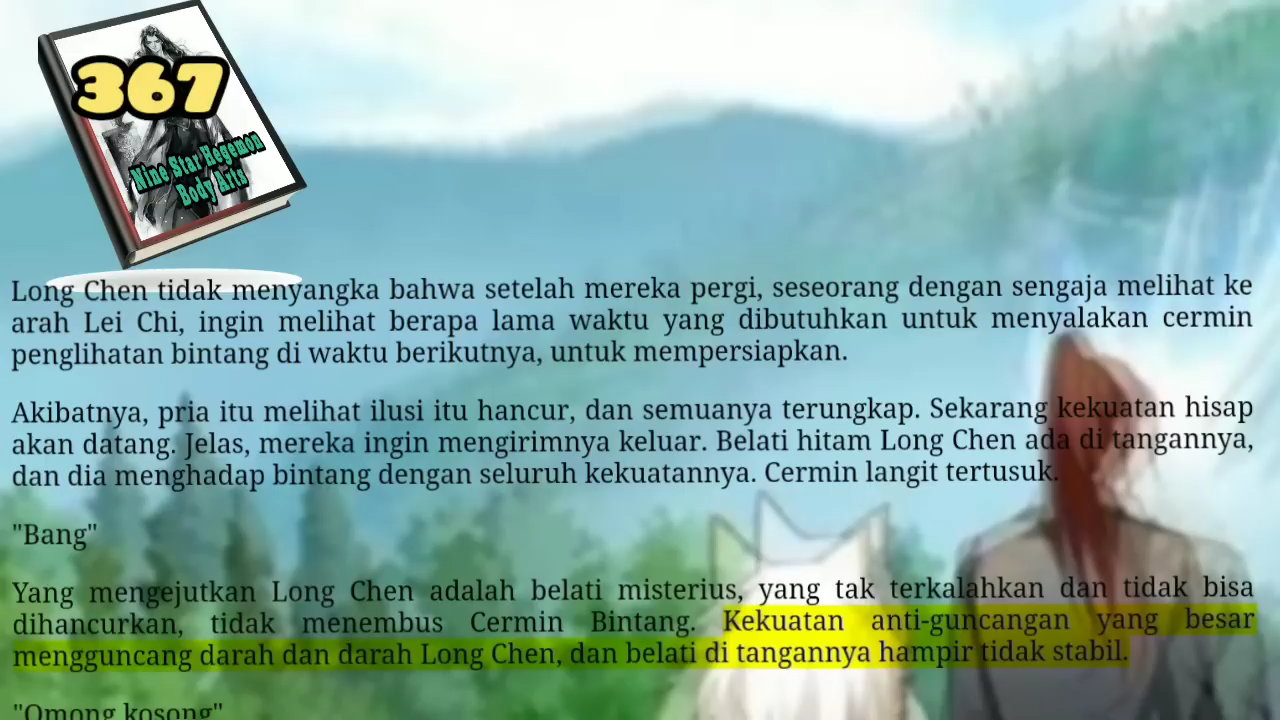 367
Nine Star Hegemon
Body Arts
Long Chen tidak menyangka bahwa setelah mereka pergi, seseorang dengan sengaja melihat ke
arah Lei Chi, ingin melihat berapa lama waktu yang dibutuhkan untuk menyalakan cermin
penglihatan bintang di waktu berikutnya, untuk mempersiapkan.
Akibatnya, pria itu melihat ilusi itu hancur, dan semuanya terungkap. Sekarang kekuatan hisap
akan datang. Jelas, mereka ingin mengirimnya keluar. Belati hitam Long Chen ada di tangannya,
dan dia menghadap bintang dengan seluruh kekuatannya. Cermin langit tertusuk.
"Bang"
Yang mengejutkan Long Chen adalah belati misterius, yang tak terkalahkan dan tidak bisa
dihancurkan, tidak menembus Cermin Bintang. Kekuatan anti-guncangan yang besar
mengguncang darah dan darah Long Chen, dan belati di tangannya hampir tidak stabil.
"Omong kosong"